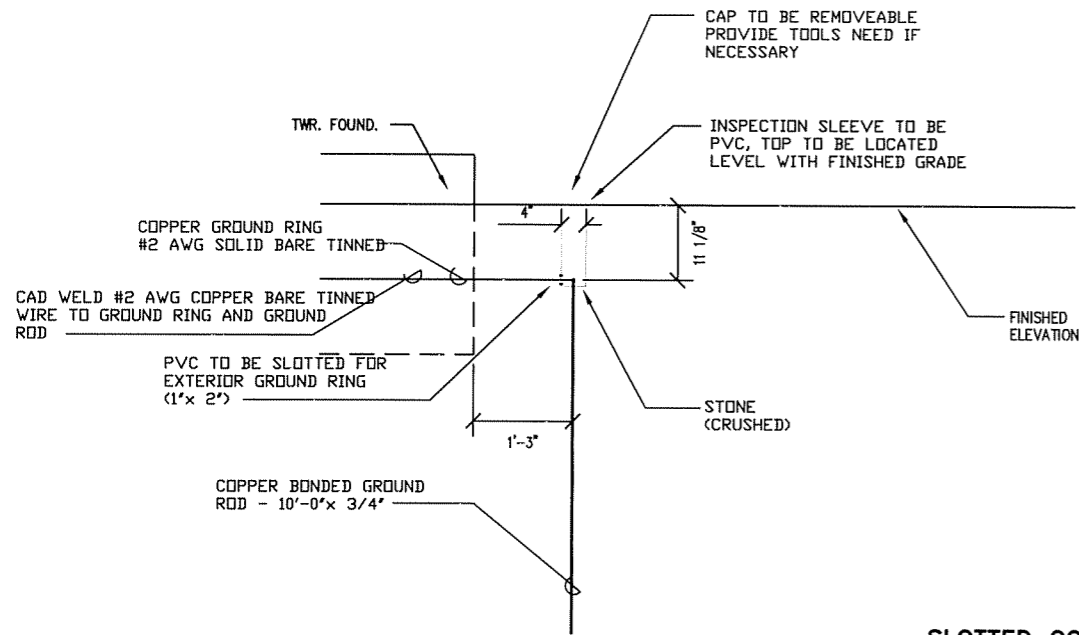 CAP TO BE REMOVEABLE
PROVIDE TOOLS NEED IF
NECESSARY
TWR. FOUND.
INSPECTION SLEEVE TO BE
PVC, TOP TO BE LOCATED
LEVEL WITH FINISHED GRADE
4"
COPPER GROUND RING
#2 AWG SOLID BARE TINNED
11 1/8"
CAD WELD #2 AWG COPPER BARE TINNED
WIRE TO GROUND RING AND GROUND
ROD
FINISHED
ELEVATION
PVC TO BE SLOTTED FOR
EXTERIOR GROUND RING
(1"x 2")
STONE
(CRUSHED)
1'-3"
COPPER BONDED GROUND
ROD - 10'-0"x 3/4"